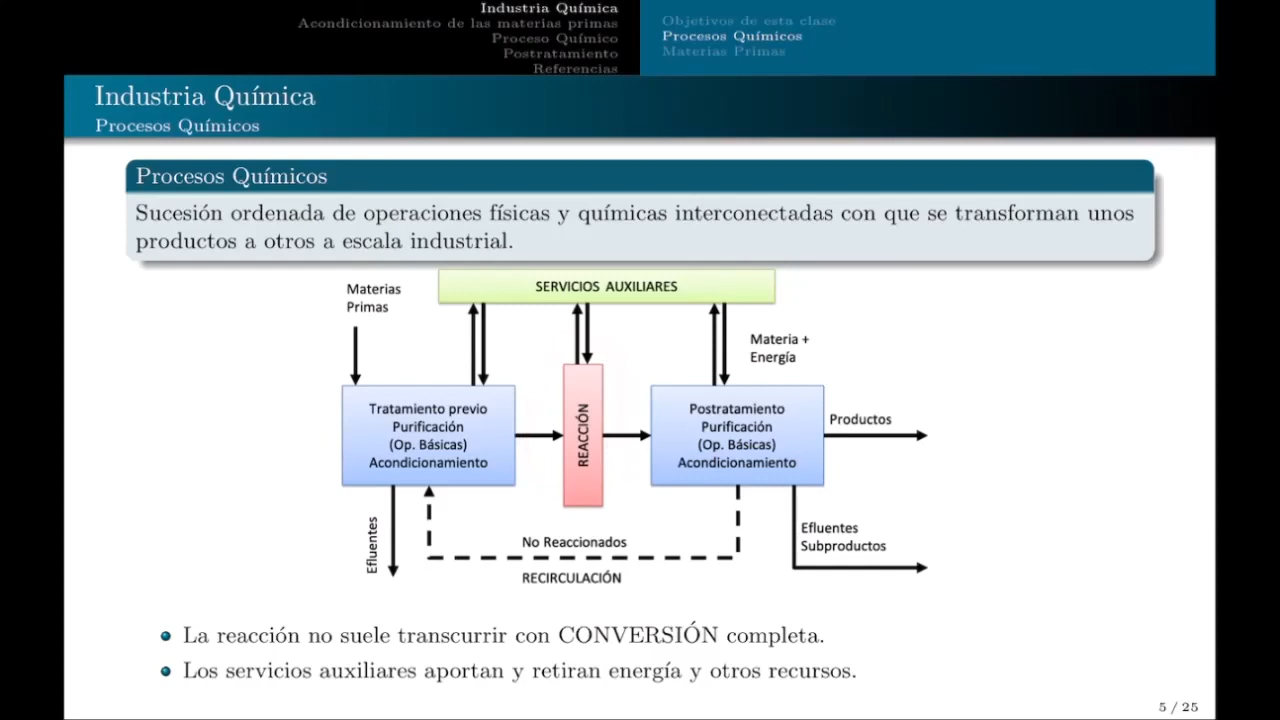 Industria Química
Acondicionamiento de las materias primas
Proceso Químico
Postratamiento
Referencias
Objetivos de esta clase
Procesos Químicos
Materias Primas
Industria Química
Procesos Químicos
Procesos Químicos
Sucesión ordenada de operaciones físicas y químicas interconectadas con que se transforman unos
productos a otros a escala industrial.
SERVICIOS AUXILIARES
Materias
Primas
Materia +
Energía
Tratamiento previo
Purificación
(Op. Básicas)
Acondicionamiento
REACCIÓN
Postratamiento
Purificación
(Op. Básicas)
Acondicionamiento
Productos
Efluentes
No Reaccionados
RECIRCULACIÓN
Efluentes
Subproductos
La reacción no suele transcurrir con CONVERSIÓN completa.
Los servicios auxiliares aportan y retiran energía y otros recursos.
5 / 25